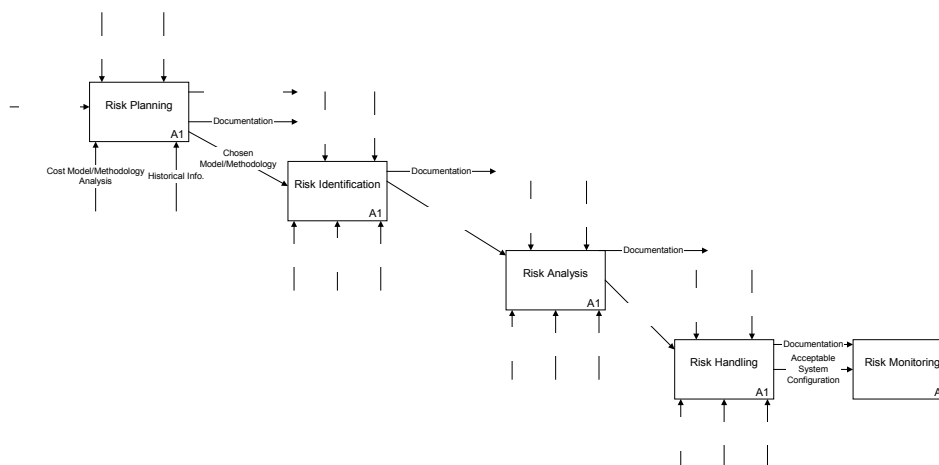 Risk Planning
A1
Documentation
Cost Model/Methodology
Analysis
Historical Info.
Chosen
Model/Methodology
Risk Identification
A1
Documentation
Risk Analysis
A1
Documentation
Risk Handling
A1
Documentation
Acceptable
System
Configuration
Risk Monitoring
A